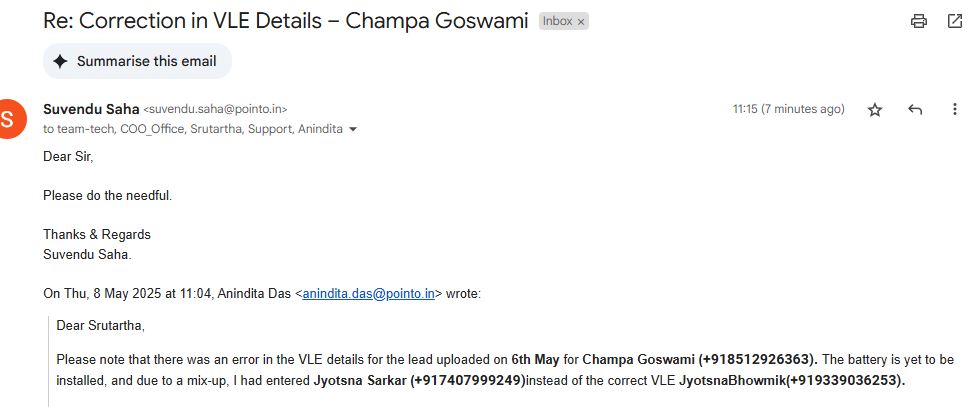 Re: Correction in VLE Details – Champa Goswami Inbox ×
Summarise this email
S
Suvendu Saha <suvendu.saha@pointo.in> 11:15 (7 minutes ago)
to team-tech, COO_Office, Srutartha, Support, Anindita
Dear Sir,
Please do the needful.
Thanks & Regards
Suvendu Saha.
On Thu, 8 May 2025 at 11:04, Anindita Das <anindita.das@pointo.in> wrote:
Dear Srutartha,
Please note that there was an error in the VLE details for the lead uploaded on 6th May for Champa Goswami (+918512926363). The battery is yet to be
installed, and due to a mix-up, I had entered Jyotsna Sarkar (+917407999249)instead of the correct VLE JyotsnaBhowmik(+919339036253).